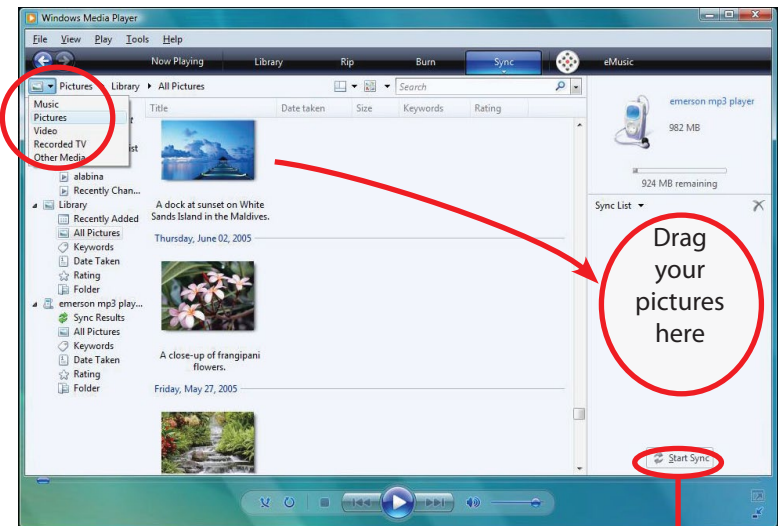 Windows Media Player
File View Play Tools Help
Now Playing Library Rip Burn Sync eMusic
Pictures Library All Pictures Search
Music
Pictures
Video
Recorded TV
Other Media
ist
alabina
Recently Chan...
Library
Recently Added
All Pictures
Keywords
Date Taken
Rating
Folder
emerson mp3 play...
Sync Results
All Pictures
Keywords
Date Taken
Rating
Folder
Title Date taken Size Keywords Rating
A dock at sunset on White
Sands Island in the Maldives.
Thursday, June 02, 2005
A close-up of frangipani
flowers.
Friday, May 27, 2005
emerson mp3 player
982 MB
924 MB remaining
Sync List
Drag
your
pictures
here
Start Sync